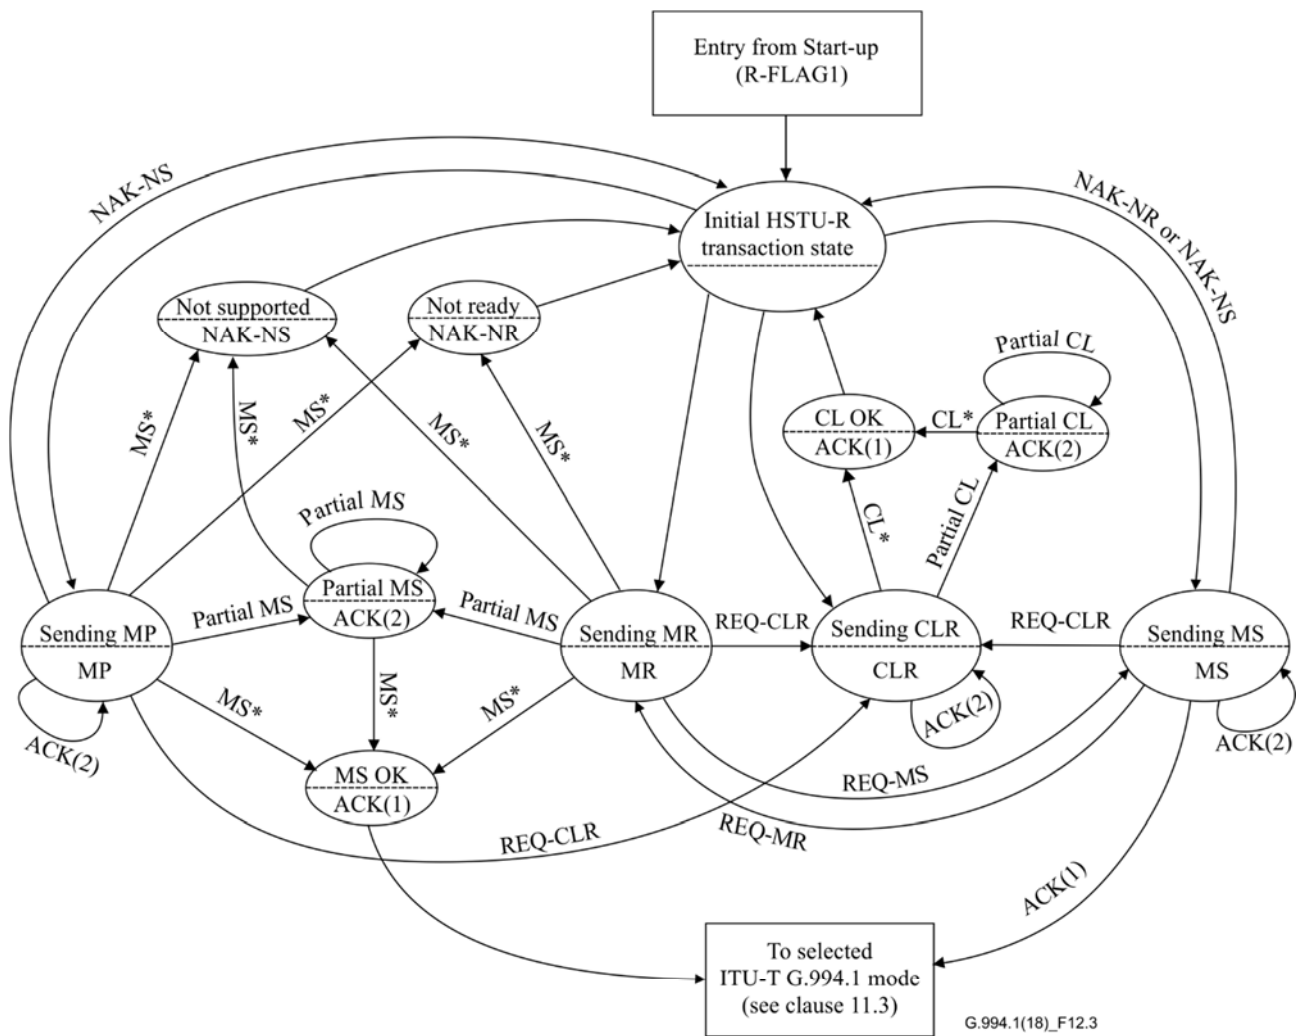 Entry from Start-up
(R-FLAG1)
NAK-NS
NAK-NR or NAK-NS
Initial HSTU-R
transaction state
Not supported
NAK-NS
Not ready
NAK-NR
Partial CL
CL OK
ACK(1)
CL*
Partial CL
ACK(2)
MS*
MS*
MS*
MS*
MS*
CL*
Partial CL
Partial MS
Partial MS
ACK(2)
Partial MS
Partial MS
Sending MP
MP
Sending MR
MR
REQ-CLR
Sending CLR
CLR
REQ-CLR
Sending MS
MS
ACK(2)
MS*
MS*
MS*
ACK(2)
ACK(2)
MS OK
ACK(1)
REQ-MS
REQ-CLR
REQ-MR
ACK(1)
To selected
ITU-T G.994.1 mode
(see clause 11.3)
G.994.1(18)_F12.3